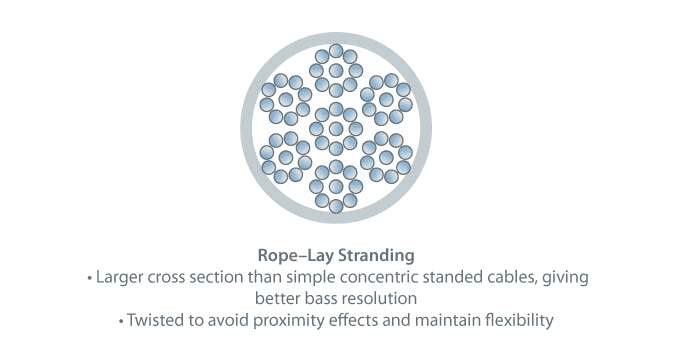 Rope–Lay Stranding
• Larger cross section than simple concentric standed cables, giving
better bass resolution
• Twisted to avoid proximity effects and maintain flexibility